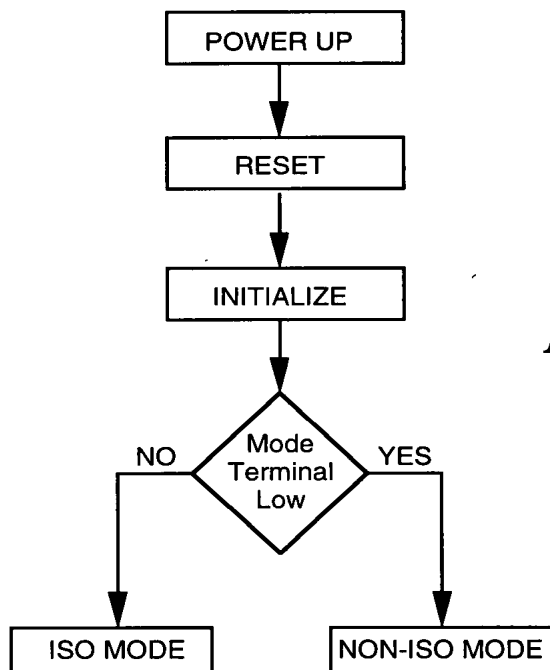 POWER UP
RESET
INITIALIZE
Mode
Terminal
Low
NO
YES
ISO MODE
NON-ISO MODE